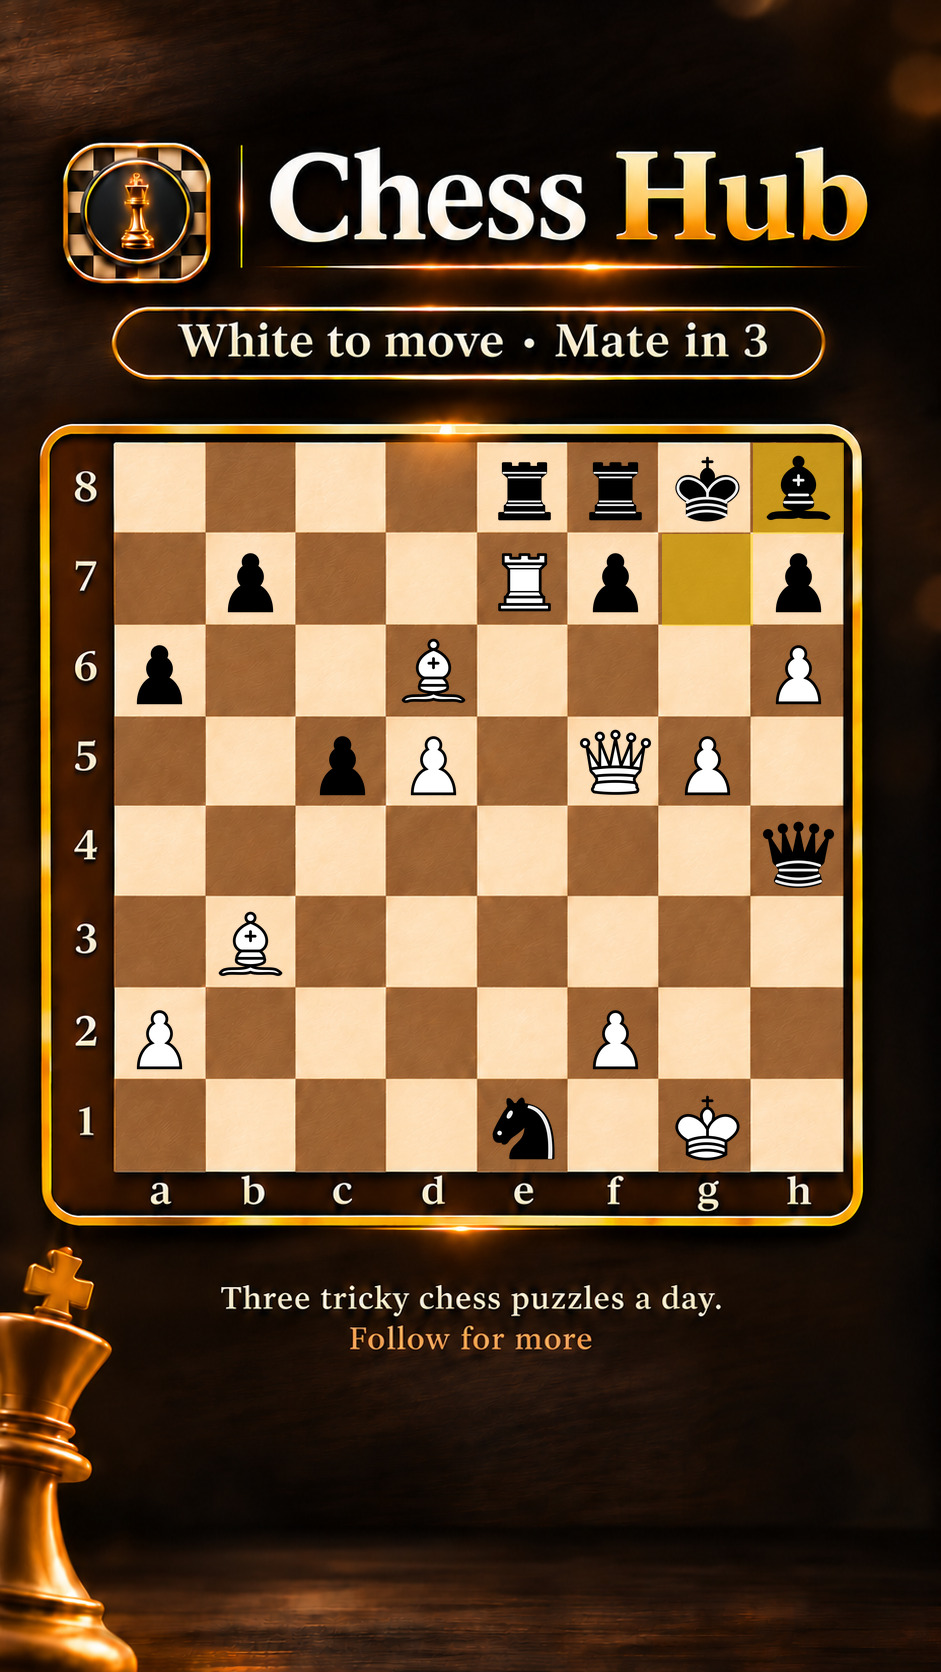 Chess Hub
White to move • Mate in 3
8
7
6
5
4
3
2
1
a b c d e f g h
Three tricky chess puzzles a day.
Follow for more